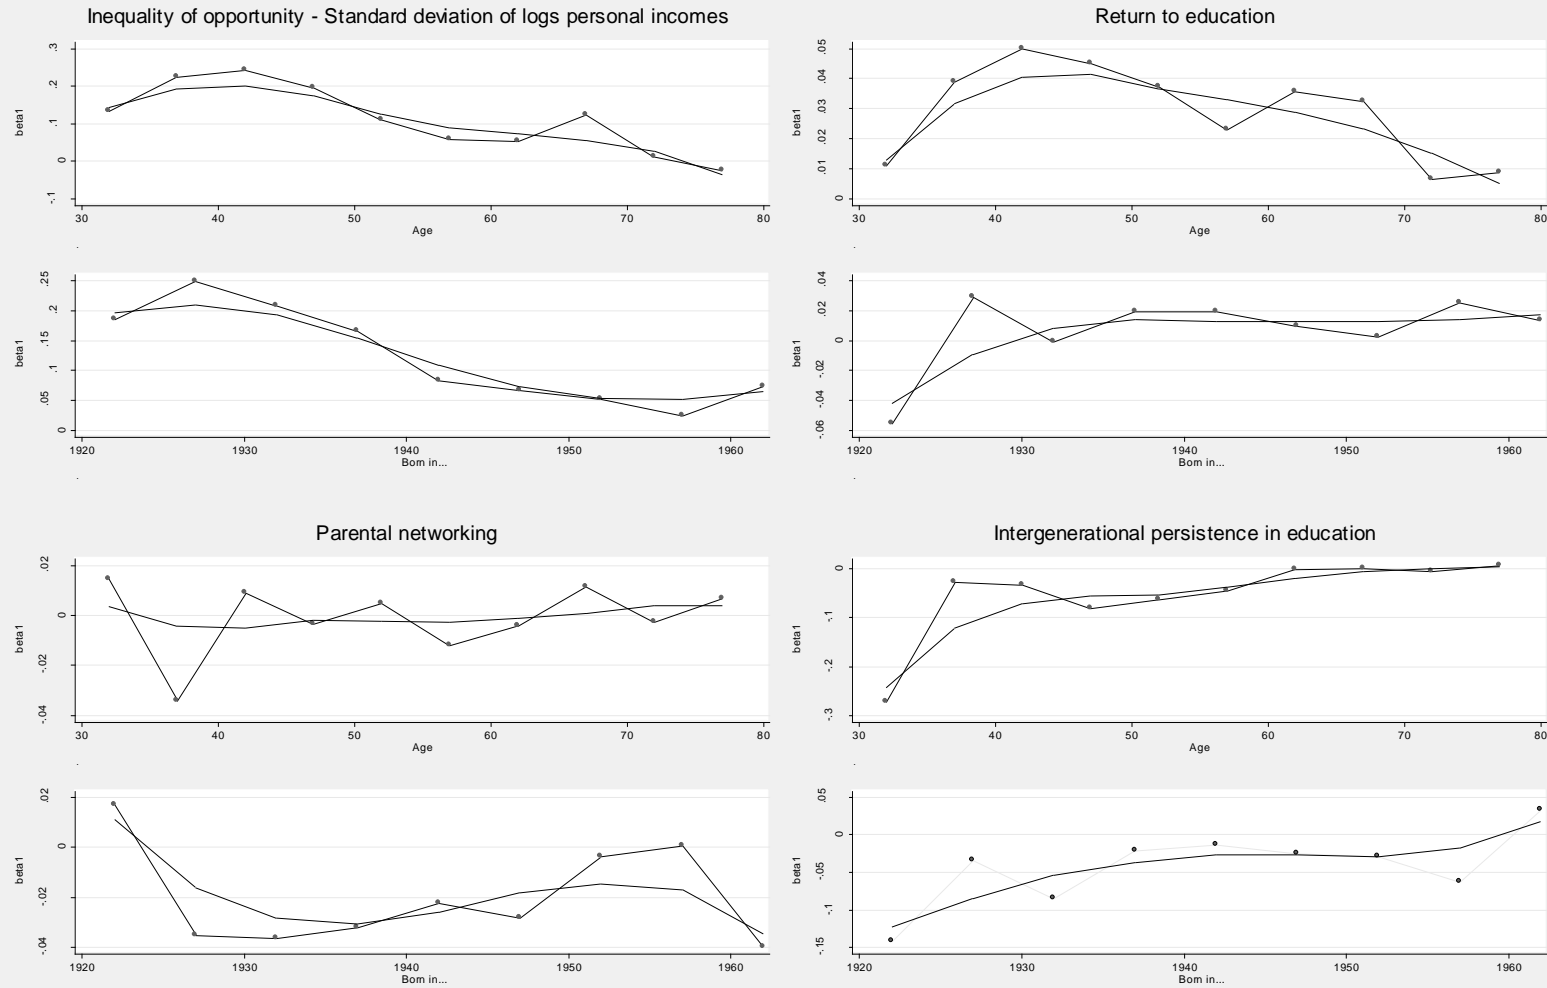 Inequality of opportunity - Standard deviation of logs personal incomes
beta1
-.1 0 .1 .2 .3
30 40 50 60 70 80
Age
.
beta1
0 .05 .1 .15 .2 .25
1920 1930 1940 1950 1960
Born in...
.
Return to education
beta1
0 .01 .02 .03 .04 .05
30 40 50 60 70 80
Age
.
beta1
-.06 -.04 -.02 0 .02 .04
1920 1930 1940 1950 1960
Born in...
.
Parental networking
beta1
-.04 -.02 0 .02
30 40 50 60 70 80
Age
.
beta1
-.04 -.02 0 .02
1920 1930 1940 1950 1960
Born in...
Intergenerational persistence in education
beta1
-.3 -.2 -.1 0
30 40 50 60 70 80
Age
.
beta1
-.15 -.1 -.05 0 .05
1920 1930 1940 1950 1960
Born in...